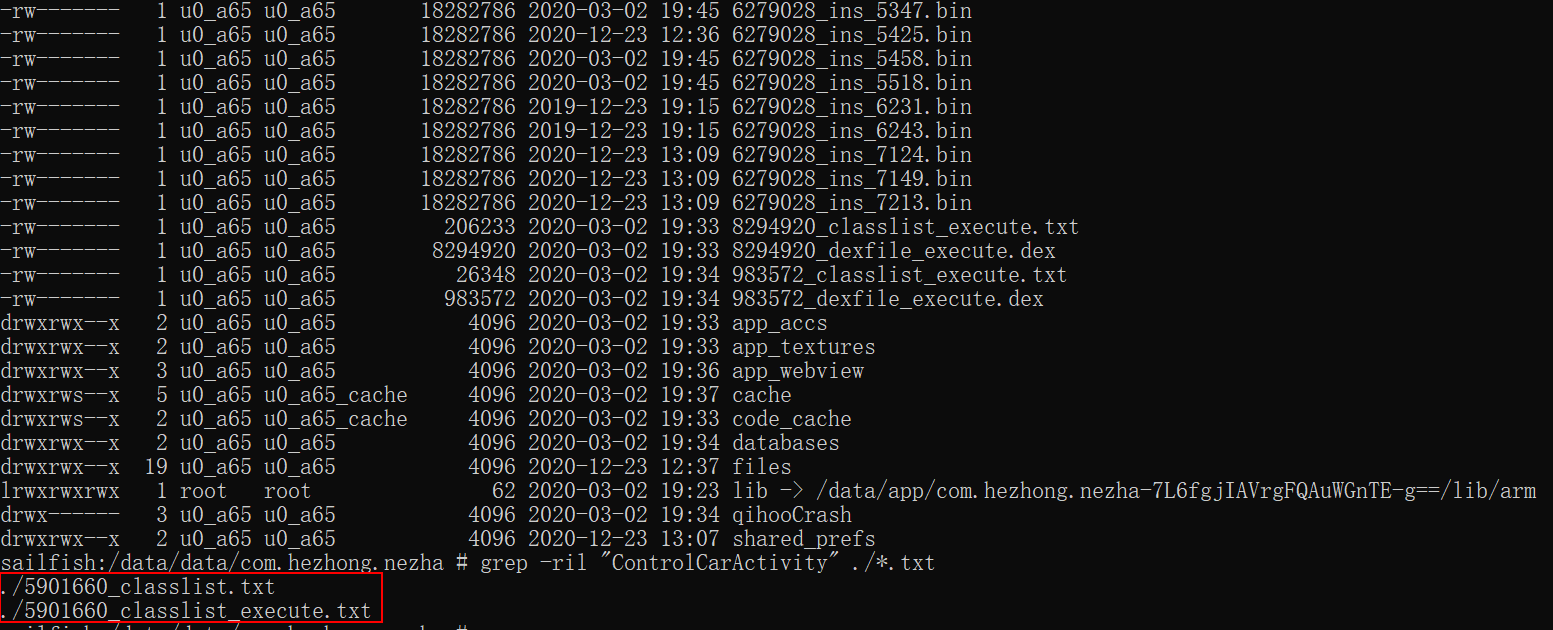 -rw------- 1 u0_a65 u0_a65 18282786 2020-03-02 19:45 6279028_ins_5347.bin
-rw------- 1 u0_a65 u0_a65 18282786 2020-12-23 12:36 6279028_ins_5425.bin
-rw------- 1 u0_a65 u0_a65 18282786 2020-03-02 19:45 6279028_ins_5458.bin
-rw------- 1 u0_a65 u0_a65 18282786 2020-03-02 19:45 6279028_ins_5518.bin
-rw------- 1 u0_a65 u0_a65 18282786 2019-12-23 19:15 6279028_ins_6231.bin
-rw------- 1 u0_a65 u0_a65 18282786 2019-12-23 19:15 6279028_ins_6243.bin
-rw------- 1 u0_a65 u0_a65 18282786 2020-12-23 13:09 6279028_ins_7124.bin
-rw------- 1 u0_a65 u0_a65 18282786 2020-12-23 13:09 6279028_ins_7149.bin
-rw------- 1 u0_a65 u0_a65 18282786 2020-12-23 13:09 6279028_ins_7213.bin
-rw------- 1 u0_a65 u0_a65 206233 2020-03-02 19:33 8294920_classlist_execute.txt
-rw------- 1 u0_a65 u0_a65 8294920 2020-03-02 19:33 8294920_dexfile_execute.dex
-rw------- 1 u0_a65 u0_a65 26348 2020-03-02 19:34 983572_classlist_execute.txt
-rw------- 1 u0_a65 u0_a65 983572 2020-03-02 19:34 983572_dexfile_execute.dex
drwxrwx--x 2 u0_a65 u0_a65 4096 2020-03-02 19:33 app_accs
drwxrwx--x 2 u0_a65 u0_a65 4096 2020-03-02 19:33 app_textures
drwxrwx--x 3 u0_a65 u0_a65 4096 2020-03-02 19:36 app_webview
drwxrws--x 5 u0_a65 u0_a65_cache 4096 2020-03-02 19:37 cache
drwxrws--x 2 u0_a65 u0_a65_cache 4096 2020-03-02 19:33 code_cache
drwxrwx--x 2 u0_a65 u0_a65 4096 2020-03-02 19:34 databases
drwxrwx--x 19 u0_a65 u0_a65 4096 2020-12-23 12:37 files
lrwxrwxrwx 1 root root 62 2020-03-02 19:23 lib -> /data/app/com.hezhong.nezha-7L6fgjIAVrgFQAuWGnTE-g==/lib/arm
drwx------ 3 u0_a65 u0_a65 4096 2020-03-02 19:34 qihooCrash
drwxrwx--x 2 u0_a65 u0_a65 4096 2020-12-23 13:07 shared_prefs
sailfish:/data/data/com.hezhong.nezha # grep -ril "ControlCarActivity" ./*.txt
./5901660_classlist.txt
./5901660_classlist_execute.txt